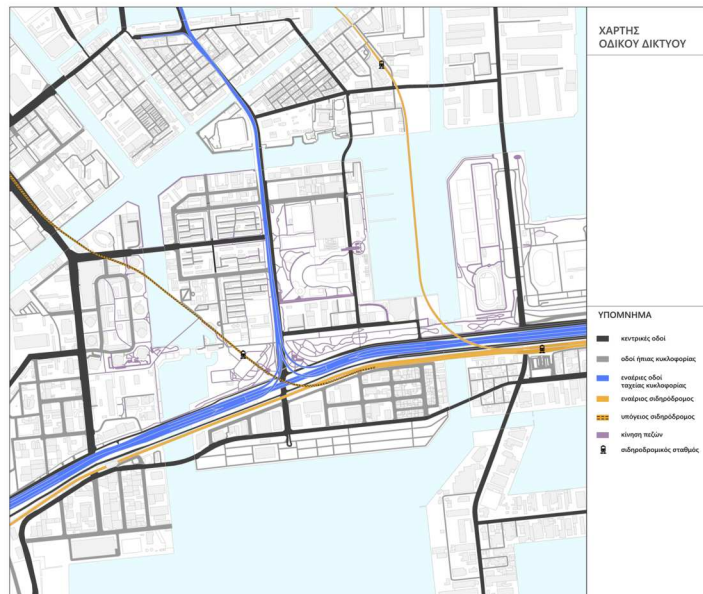 ΧΑΡΤΗΣ
ΟΔΙΚΟΥ ΔΙΚΤΥΟΥ
ΥΠΟΜΝΗΜΑ
κεντρικές οδοί
οδοί ήπιας κυκλοφορίας
εναέριες οδοί
ταχείας κυκλοφορίας
εναέριος σιδηρόδρομος
υπόγειος σιδηρόδρομος
κίνηση πεζών
σιδηροδρομικός σταθμός